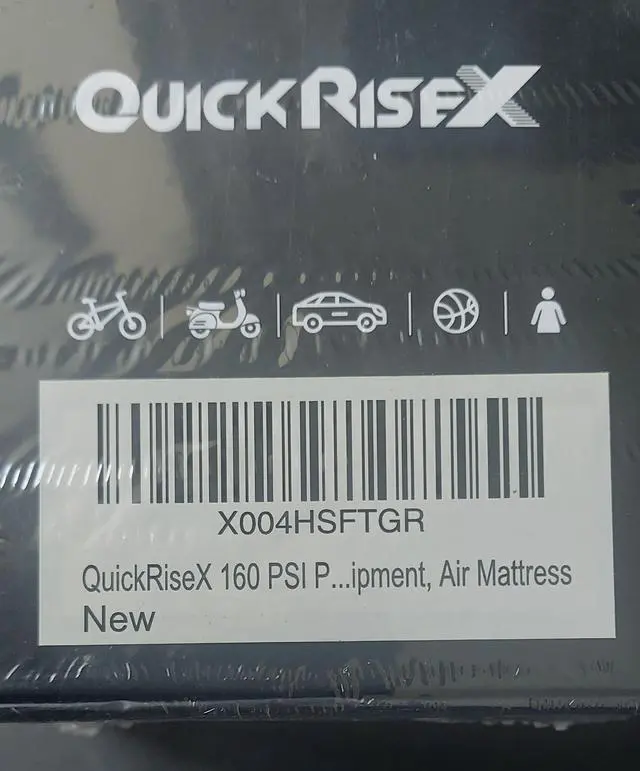 QUICKRISEX
X004HSFTGR
QuickRiseX 160 PSI P...ipment, Air Mattress
New